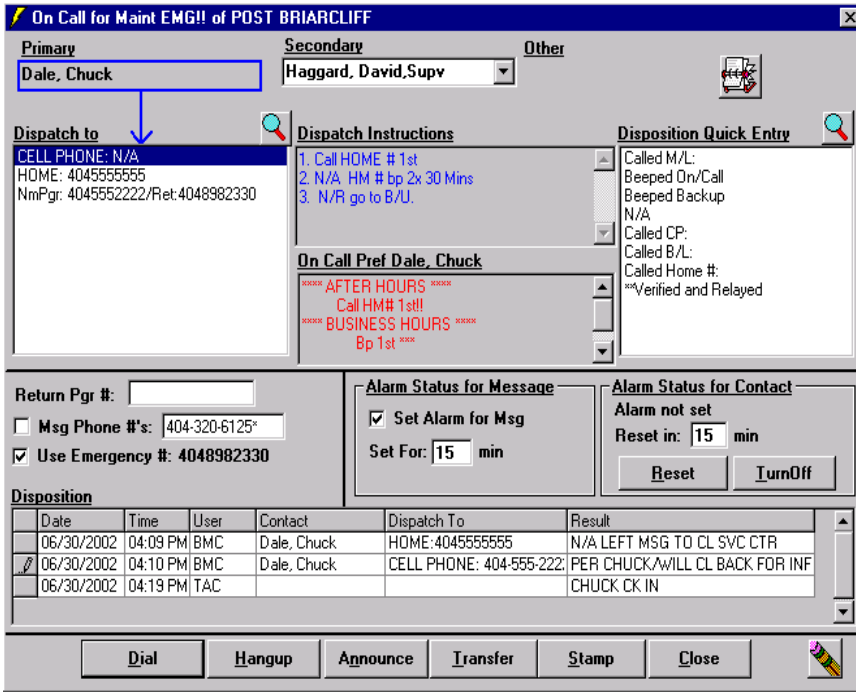 On Call for Maint EMG!! of POST BRIARCLIFF
Primary
Secondary
Other
Dale, Chuck
Haggard, David,Supv
Dispatch to
Dispatch Instructions
Disposition Quick Entry
CELL PHONE: N/A
HOME: 4045555555
NmPgr: 4045552222/Ret:4048982330
1. Call HOME # 1st
2. N/A HM # bp 2x 30 Mins
3. N/R go to B/U.
On Call Pref Dale, Chuck
**** AFTER HOURS ****
Call HM# 1st!!
**** BUSINESS HOURS ****
Bp 1st ***
Called M/L:
Beeped On/Call
Beeped Backup
N/A
Called CP:
Called B/L:
Called Home #:
**Verified and Relayed
Return Pgr #:
Msg Phone #'s: 404-320-6125*
Use Emergency #: 4048982330
Alarm Status for Message
Set Alarm for Msg
Set For: 15 min
Alarm Status for Contact
Alarm not set
Reset in: 15 min
Reset TurnOff
Disposition
Date Time User Contact Dispatch To Result
06/30/2002 04:09 PM BMC Dale, Chuck HOME:4045555555 N/A LEFT MSG TO CL SVC CTR
06/30/2002 04:10 PM BMC Dale, Chuck CELL PHONE: 404-555-222 PER CHUCK/WILL CL BACK FOR INF
06/30/2002 04:19 PM TAC CHUCK CK IN
Dial Hangup Announce Transfer Stamp Close